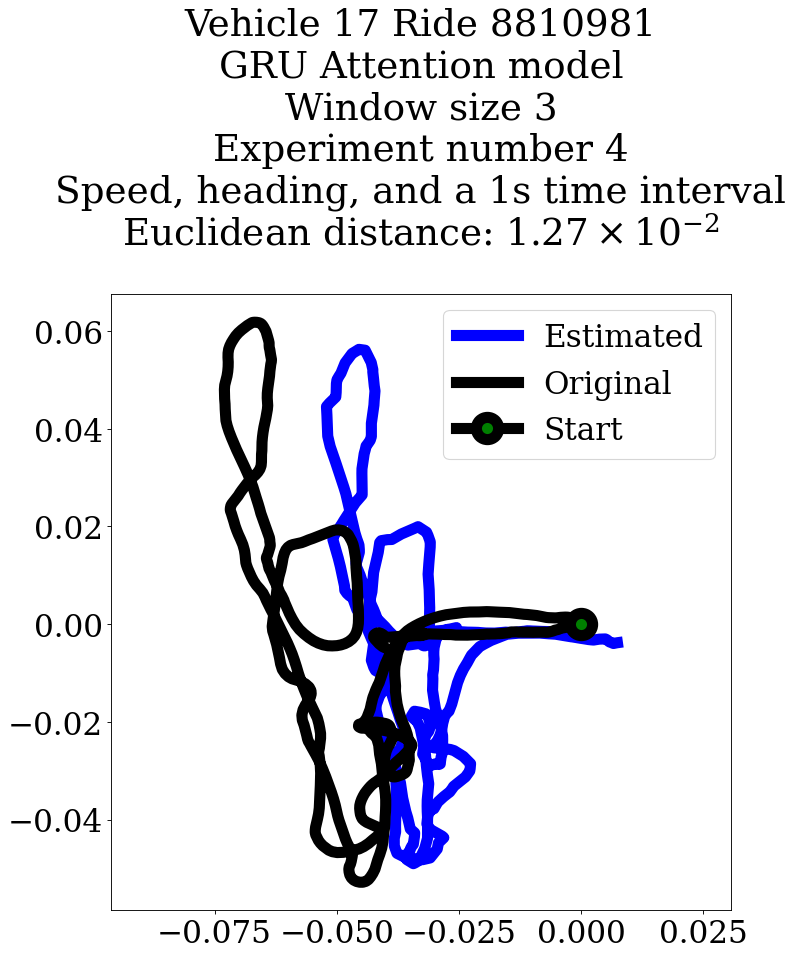 Vehicle 17 Ride 8810981
GRU Attention model
Window size 3
Experiment number 4
Speed, heading, and a 1s time interval
Euclidean distance: 1.27 × 10⁻²
Estimated
Original
Start
0.06
0.04
0.02
0.00
−0.02
−0.04
−0.075 −0.050 −0.025 0.000 0.025